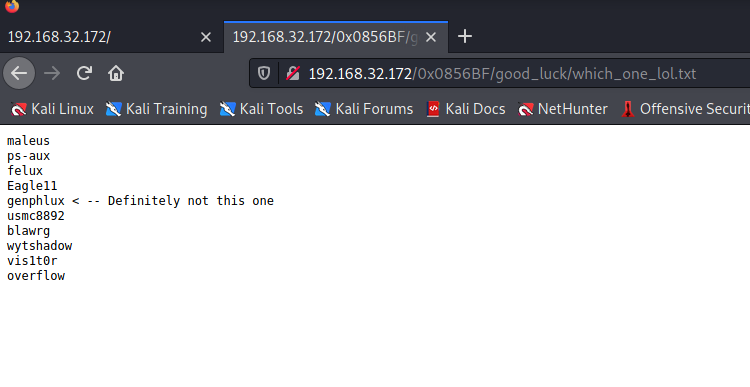 192.168.32.172/
192.168.32.172/0x0856BF/g
192.168.32.172/0x0856BF/good_luck/which_one_lol.txt
Kali Linux Kali Training Kali Tools Kali Forums Kali Docs NetHunter Offensive Securit
maleus
ps-aux
felux
Eagle11
genphlux < -- Definitely not this one
usmc8892
blawrg
wytshadow
vis1t0r
overflow